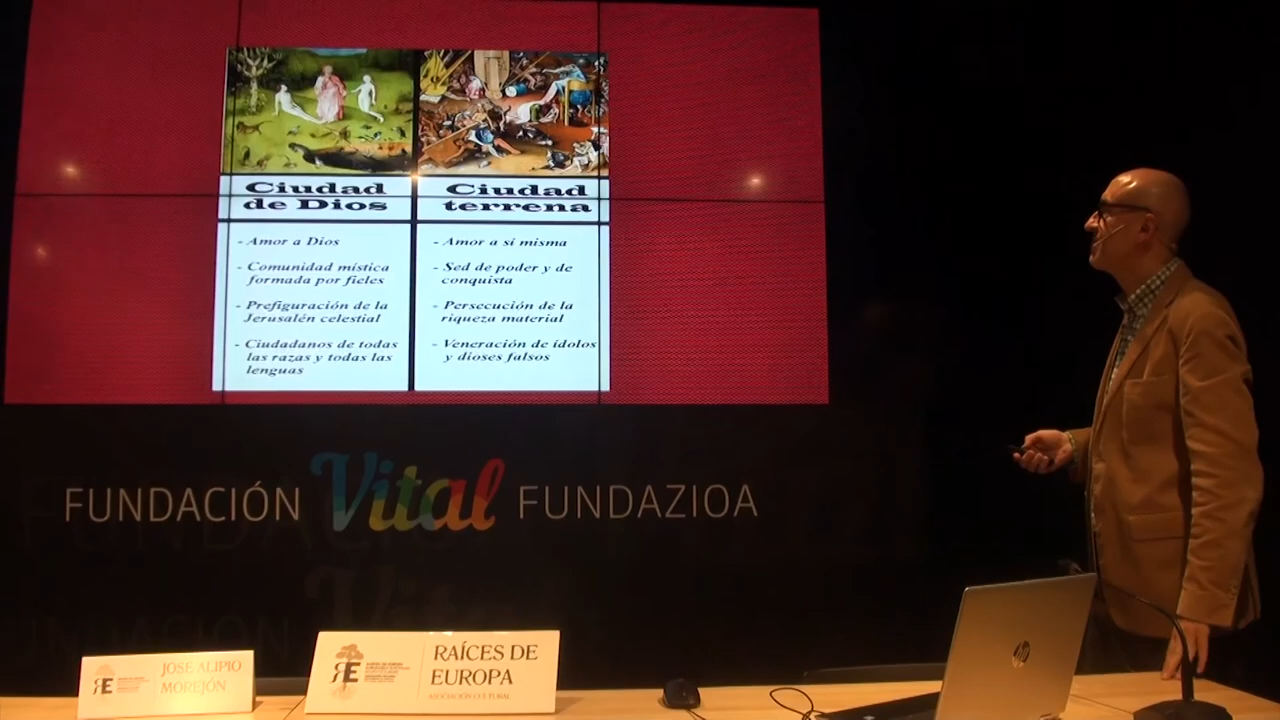 Ciudad
de Dios
Ciudad
terrena
- Amor a Dios
- Comunidad mística
formada por fieles
- Prefiguración de la
Jerusalén celestial
- Ciudadanos de todas
las razas y todas las
lenguas
- Amor a sí misma
- Sed de poder y de
conquista
- Persecución de la
riqueza material
- Veneración de ídolos
y dioses falsos
FUNDACIÓN Vital FUNDAZIOA
JOSE ALIPIO
MOREJÓN
RE
RAÍCES DE
EUROPA
ASOCIACIÓN CULTURAL
hp